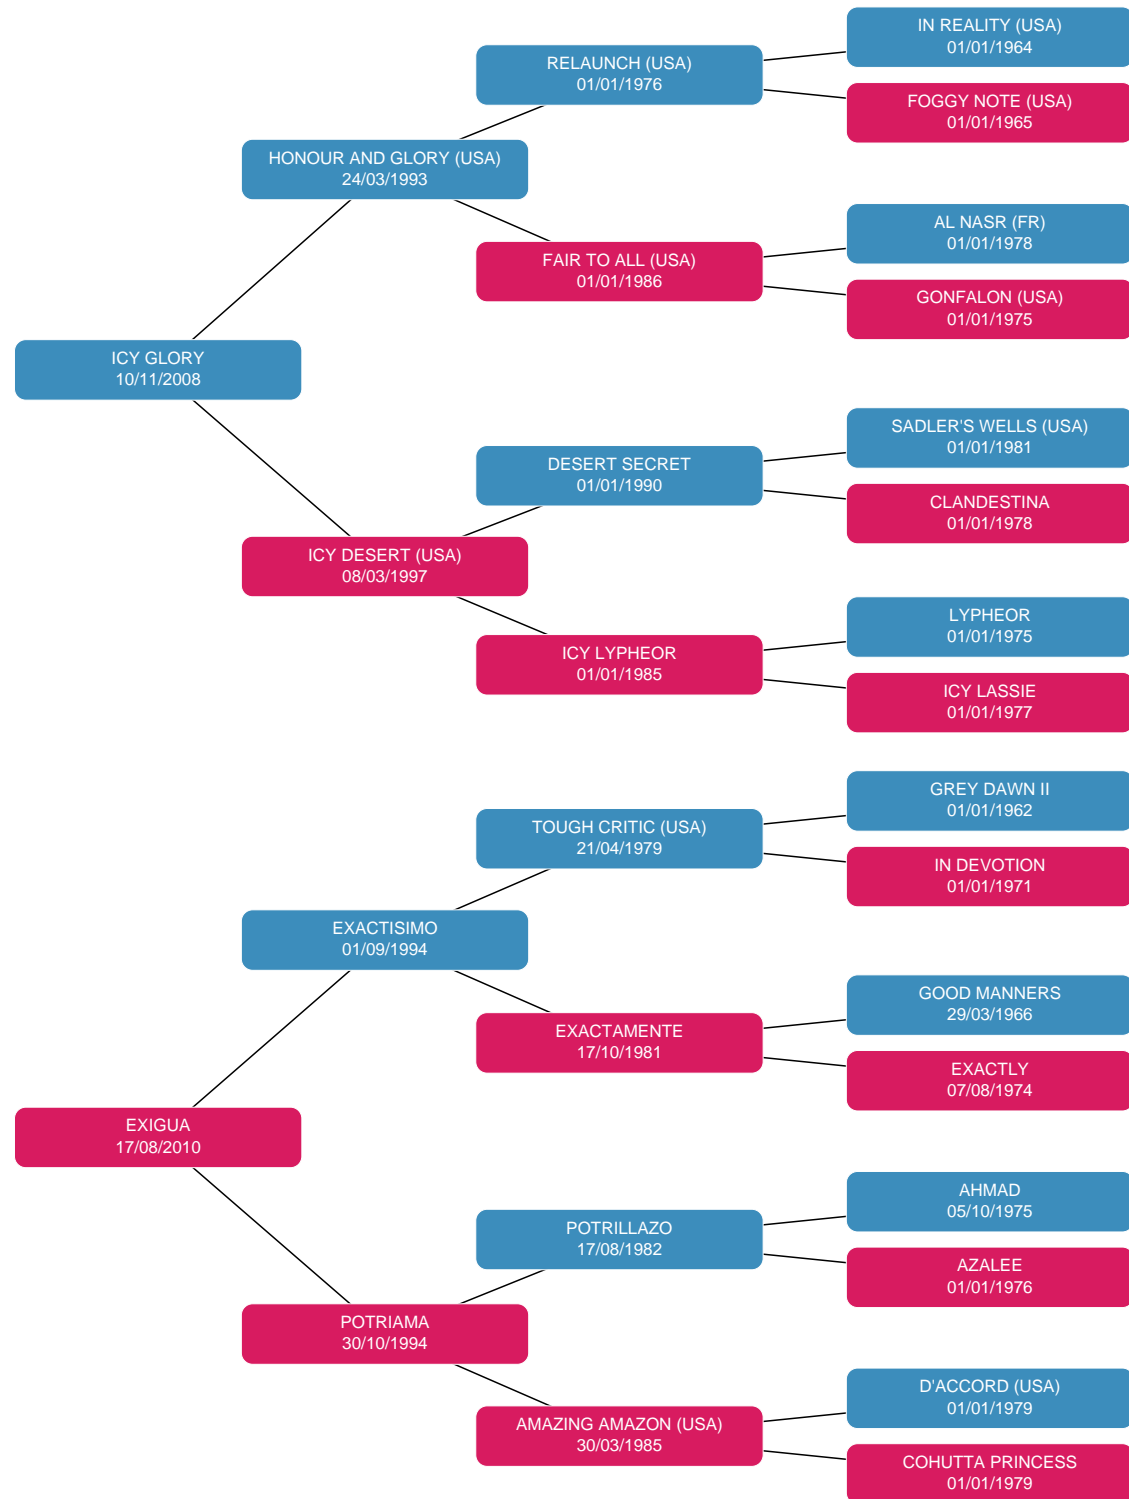 IN REALITY (USA)
01/01/1964
RELAUNCH (USA)
01/01/1976
FOGGY NOTE (USA)
01/01/1965
HONOUR AND GLORY (USA)
24/03/1993
AL NASR (FR)
01/01/1978
FAIR TO ALL (USA)
01/01/1986
GONFALON (USA)
01/01/1975
ICY GLORY
10/11/2008
SADLER'S WELLS (USA)
01/01/1981
DESERT SECRET
01/01/1990
CLANDESTINA
01/01/1978
ICY DESERT (USA)
08/03/1997
LYPHEOR
01/01/1975
ICY LYPHEOR
01/01/1985
ICY LASSIE
01/01/1977
GREY DAWN II
01/01/1962
TOUGH CRITIC (USA)
21/04/1979
IN DEVOTION
01/01/1971
EXACTISIMO
01/09/1994
GOOD MANNERS
29/03/1966
EXACTAMENTE
17/10/1981
EXACTLY
07/08/1974
EXIGUA
17/08/2010
AHMAD
05/10/1975
POTRILLAZO
17/08/1982
AZALEE
01/01/1976
POTRIAMA
30/10/1994
D'ACCORD (USA)
01/01/1979
AMAZING AMAZON (USA)
30/03/1985
COHUTTA PRINCESS
01/01/1979